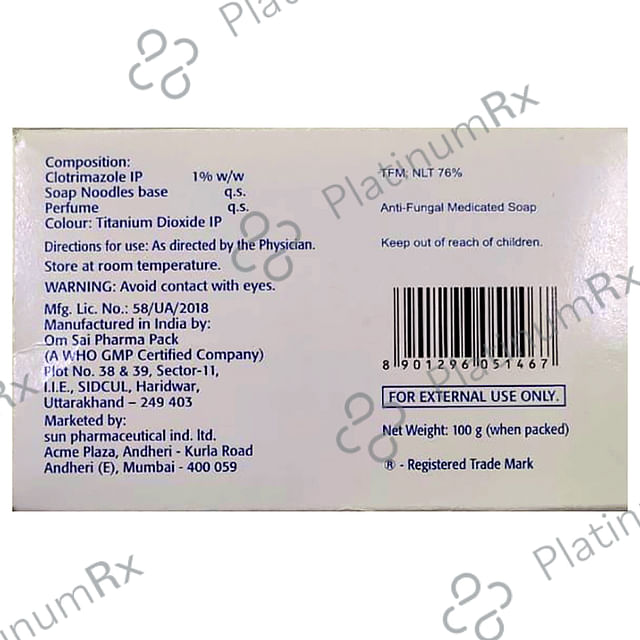 Composition:
Clotrimazole IP 1% w/w
Soap Noodles base q.s.
Perfume q.s.
Colour: Titanium Dioxide IP
Directions for use: As directed by the Physician.
Store at room temperature.
WARNING: Avoid contact with eyes.
Mfg. Lic. No.: 58/UA/2018
Manufactured in India by:
Om Sai Pharma Pack
(A WHO GMP Certified Company)
Plot No. 38 & 39, Sector-11,
I.I.E., SIDCUL, Haridwar,
Uttarakhand – 249 403
Marketed by:
sun pharmaceutical ind. ltd.
Acme Plaza, Andheri - Kurla Road
Andheri (E), Mumbai - 400 059
TFM; NLT 76%
Anti-Fungal Medicated Soap
Keep out of reach of children.
8 901296 051467
FOR EXTERNAL USE ONLY.
Net Weight: 100 g (when packed)
® - Registered Trade Mark
PlatinumRx
PlatinumRx